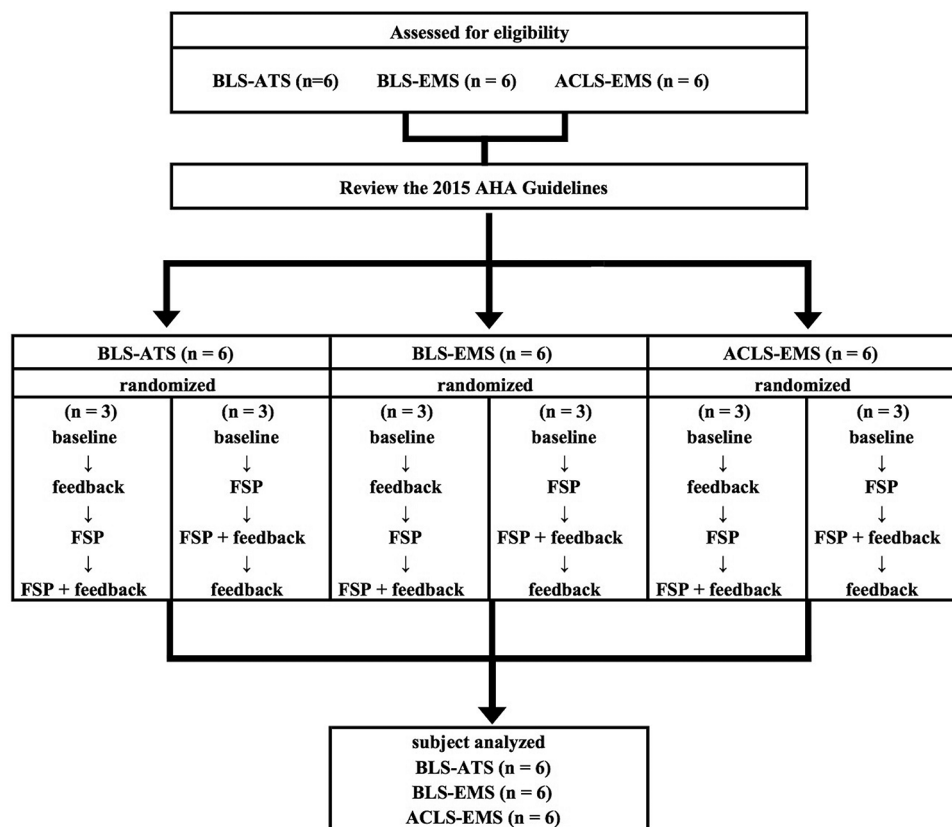 Assessed for eligibility
BLS-ATS (n=6) BLS-EMS (n = 6) ACLS-EMS (n = 6)
Review the 2015 AHA Guidelines
BLS-ATS (n = 6) BLS-EMS (n = 6) ACLS-EMS (n = 6)
randomized randomized randomized
(n = 3) (n = 3) (n = 3) (n = 3) (n = 3) (n = 3)
baseline baseline baseline baseline baseline baseline
↓ ↓ ↓ ↓ ↓ ↓
feedback FSP feedback FSP feedback FSP
↓ ↓ ↓ ↓ ↓ ↓
FSP FSP + feedback FSP FSP + feedback FSP FSP + feedback
↓ ↓ ↓ ↓ ↓ ↓
FSP + feedback feedback FSP + feedback feedback FSP + feedback feedback
subject analyzed
BLS-ATS (n = 6)
BLS-EMS (n = 6)
ACLS-EMS (n = 6)